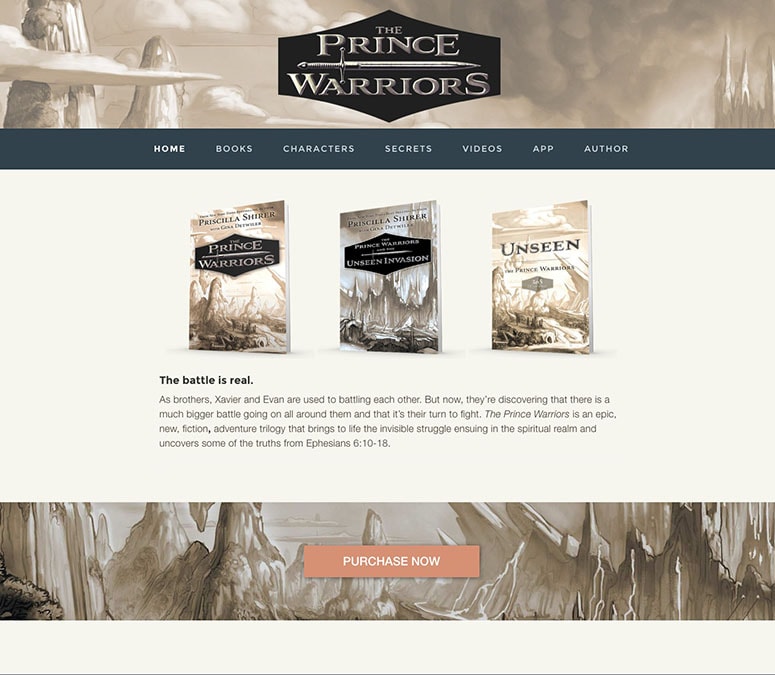 THE
PRINCE
WARRIORS
HOME BOOKS CHARACTERS SECRETS VIDEOS APP AUTHOR
PRISCILLA SHIRER
WITH GINA DETWILER
THE
PRINCE
WARRIORS
PRISCILLA SHIRER
WITH GINA DETWILER
THE
PRINCE WARRIORS
AND THE
UNSEEN INVASION
UNSEEN
THE PRINCE WARRIORS
The battle is real.
As brothers, Xavier and Evan are used to battling each other. But now, they're discovering that there is a
much bigger battle going on all around them and that it's their turn to fight. The Prince Warriors is an epic,
new, fiction, adventure trilogy that brings to life the invisible struggle ensuing in the spiritual realm and
uncovers some of the truths from Ephesians 6:10-18.
PURCHASE NOW